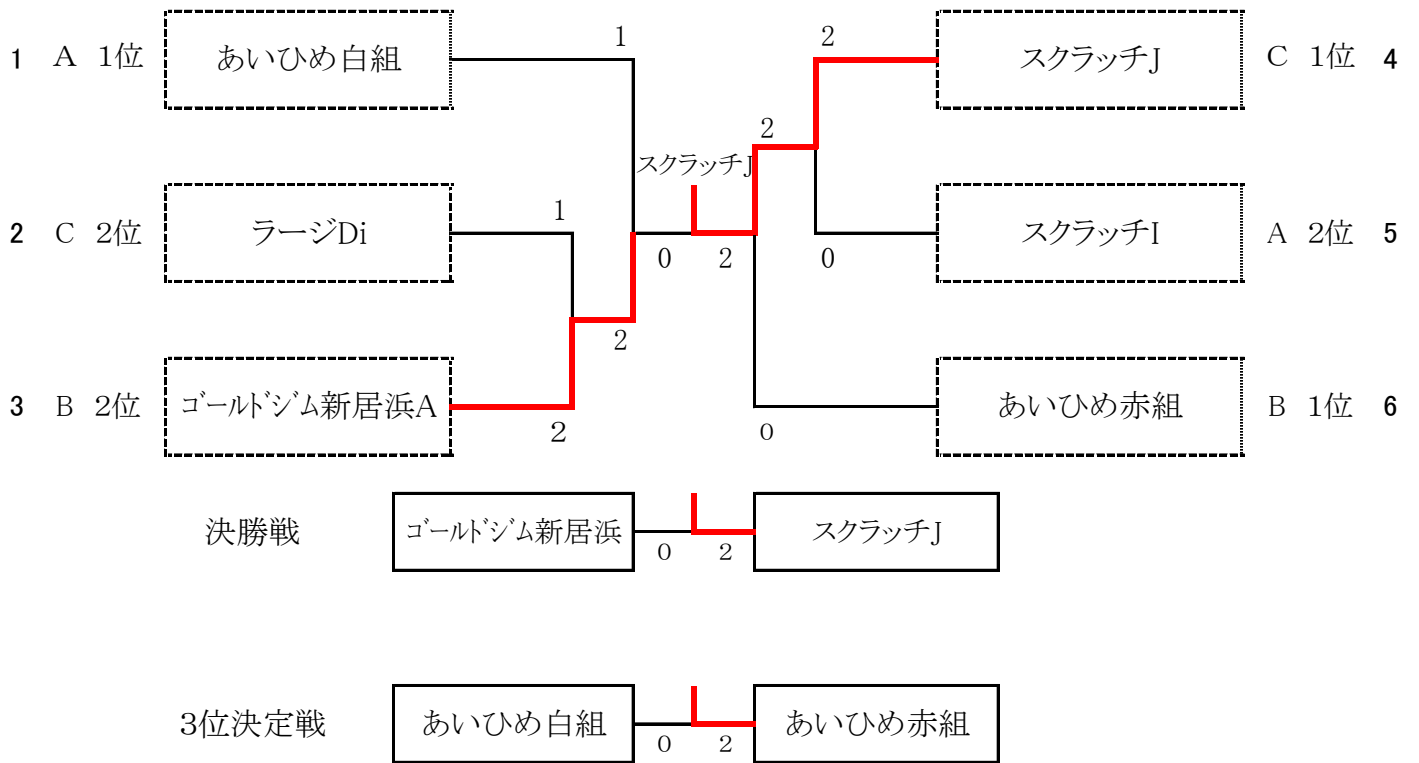 1 2
1 A 1位 あいひめ白組 スクラッチJ C 1位 4
2
スクラッチJ
1
2 C 2位 ラージDi スクラッチI A 2位 5
0 2 0
2
3 B 2位 ゴールドジム新居浜A あいひめ赤組 B 1位 6
2 0
決勝戦 ゴールドジム新居浜 0 2 スクラッチJ
3位決定戦 あいひめ白組 0 2 あいひめ赤組